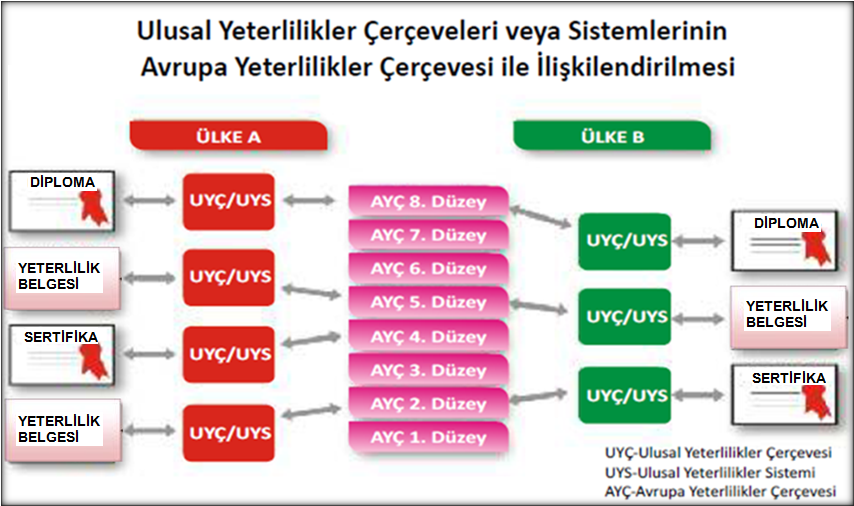 Ulusal Yeterlilikler Çerçeveleri veya Sistemlerinin
Avrupa Yeterlilikler Çerçevesi ile İlişkilendirilmesi
ÜLKE A
ÜLKE B
DİPLOMA
UYÇ/UYS
YETERLİLİK
BELGESİ
UYÇ/UYS
SERTİFİKA
UYÇ/UYS
YETERLİLİK
BELGESİ
UYÇ/UYS
AYÇ 8. Düzey
AYÇ 7. Düzey
AYÇ 6. Düzey
AYÇ 5. Düzey
AYÇ 4. Düzey
AYÇ 3. Düzey
AYÇ 2. Düzey
AYÇ 1. Düzey
UYÇ/UYS
DİPLOMA
UYÇ/UYS
YETERLİLİK
BELGESİ
UYÇ/UYS
SERTİFİKA
UYÇ-Ulusal Yeterlilikler Çerçevesi
UYS-Ulusal Yeterlilikler Sistemi
AYÇ-Avrupa Yeterlilikler Çerçevesi